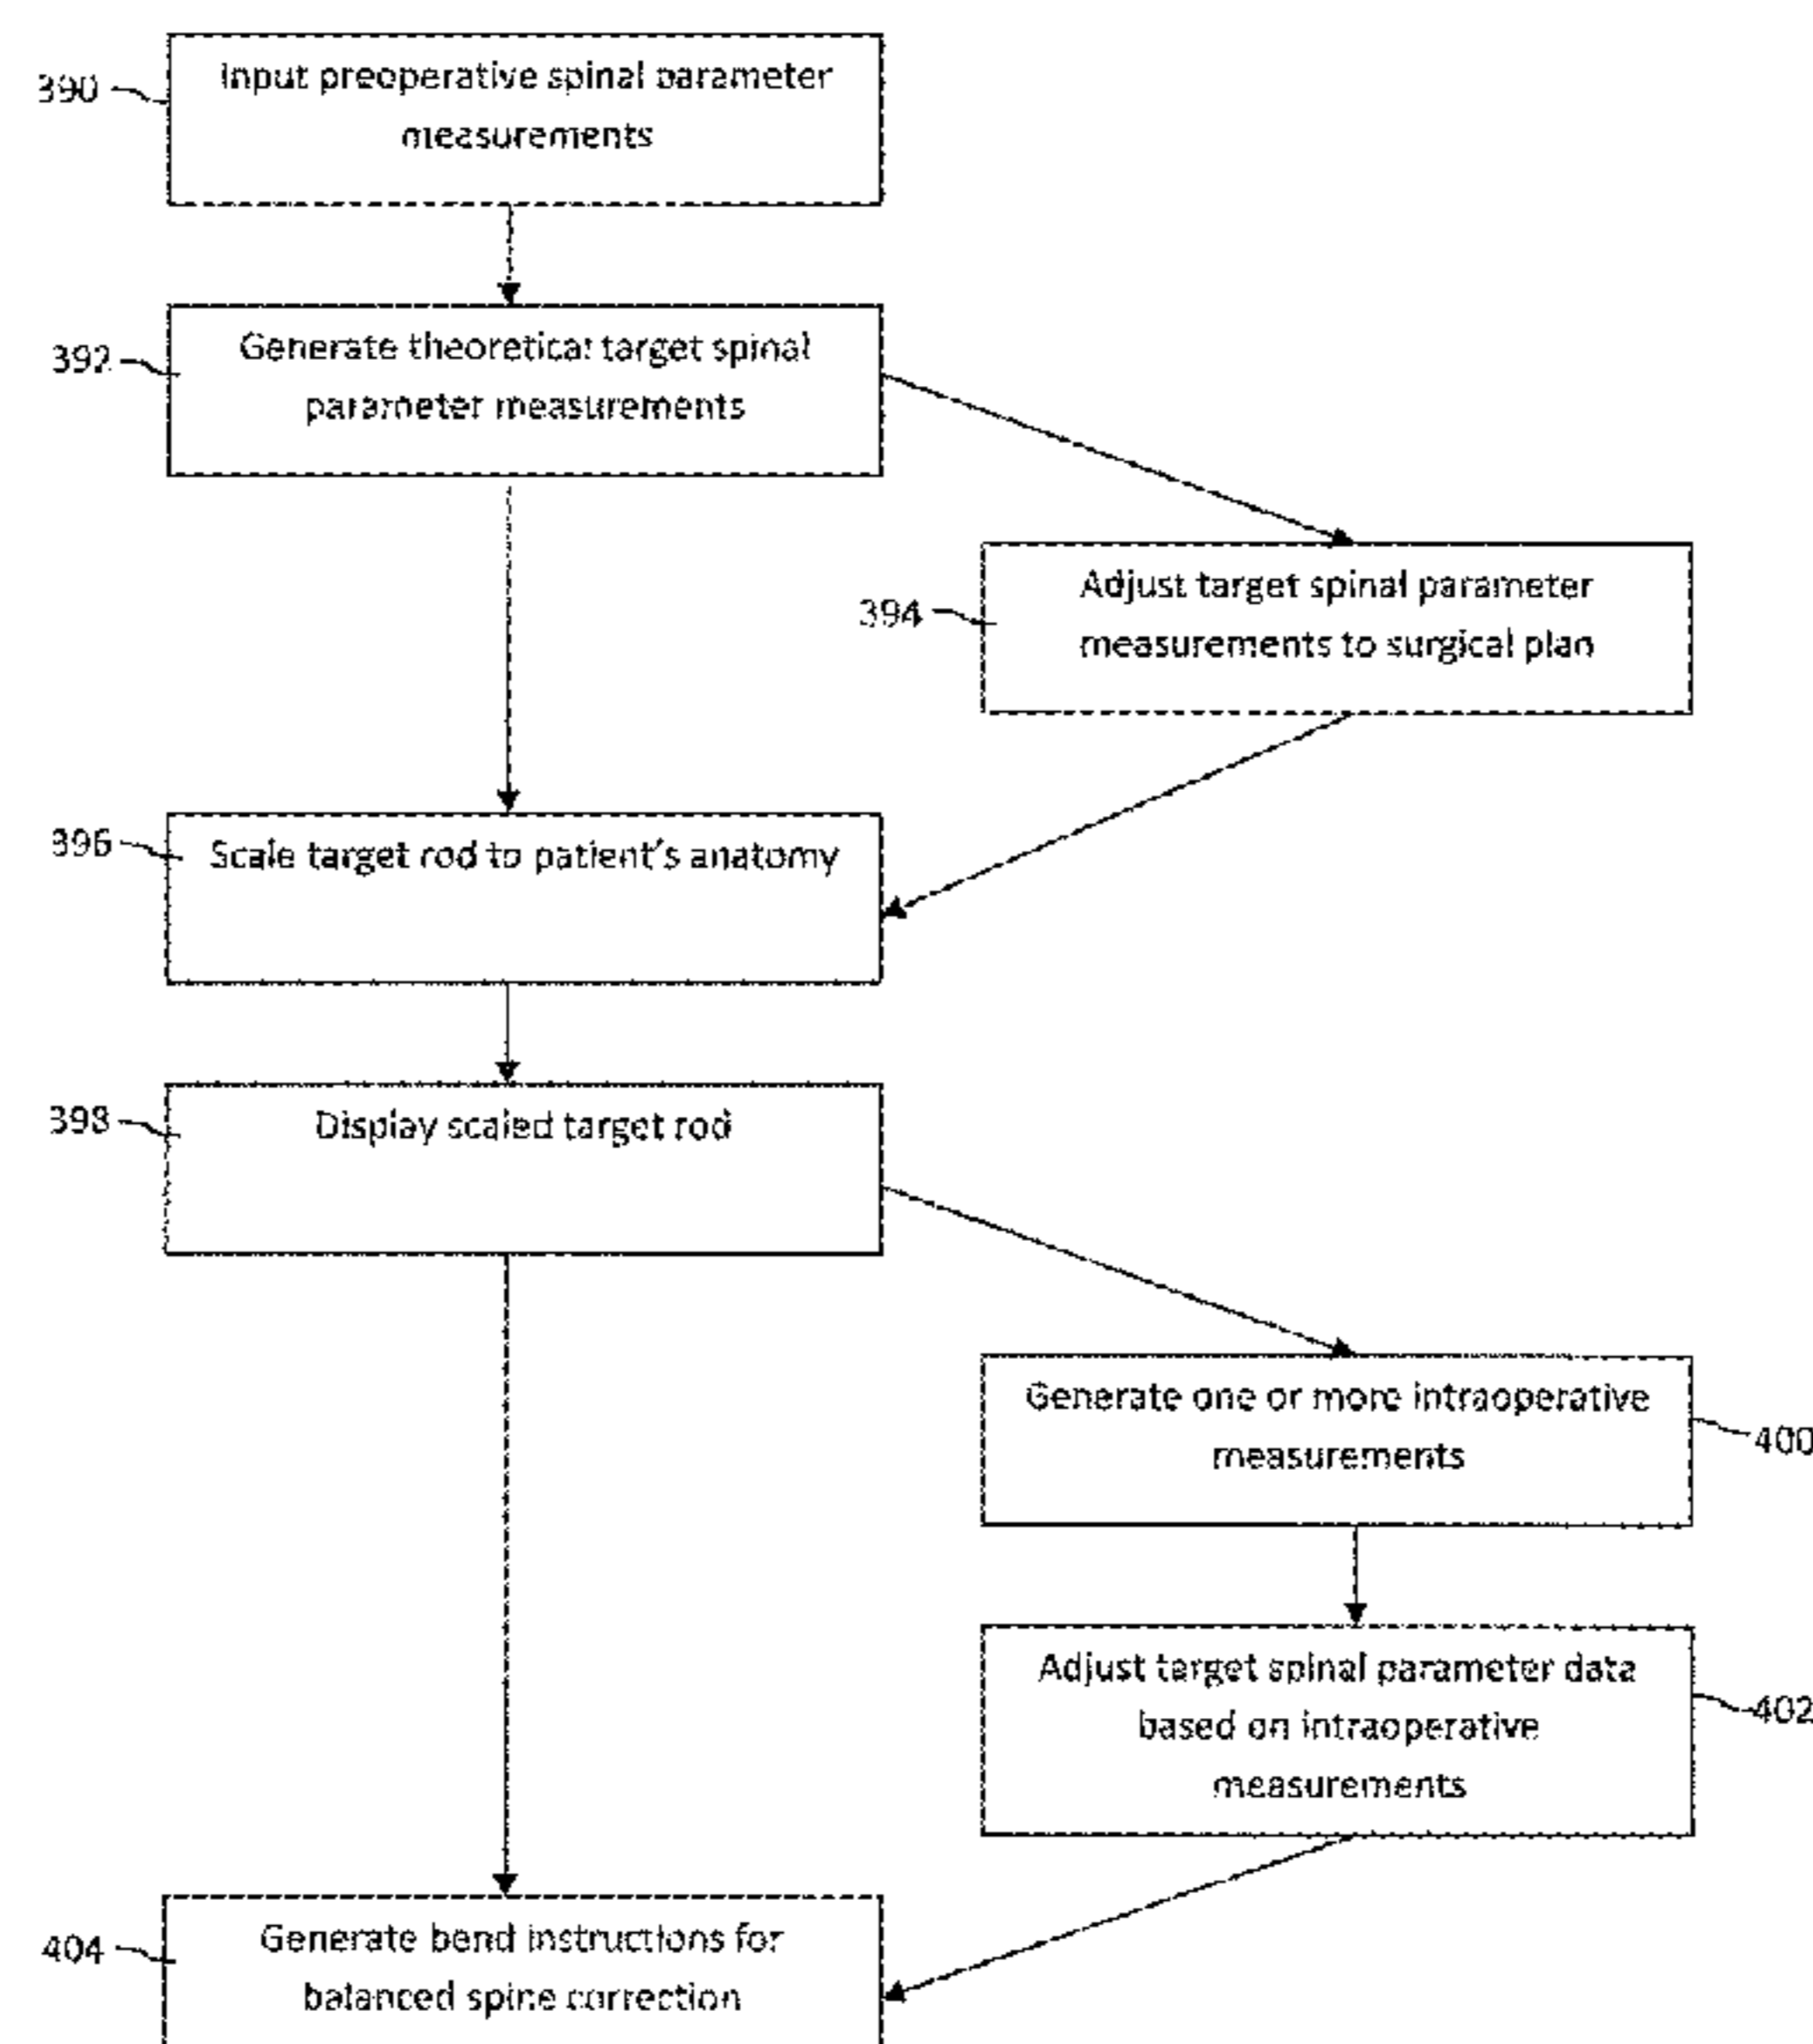 390
Input preoperative spinal parameter
measurements
392
Generate theoretical target spinal
parameter measurements
394
Adjust target spinal parameter
measurements to surgical plan
396
Scale target rod to patient's anatomy
398
Display scaled target rod
Generate one or more intraoperative
measurements
400
Adjust target spinal parameter data
based on intraoperative
measurements
402
404
Generate bend instructions for
balanced spine correction